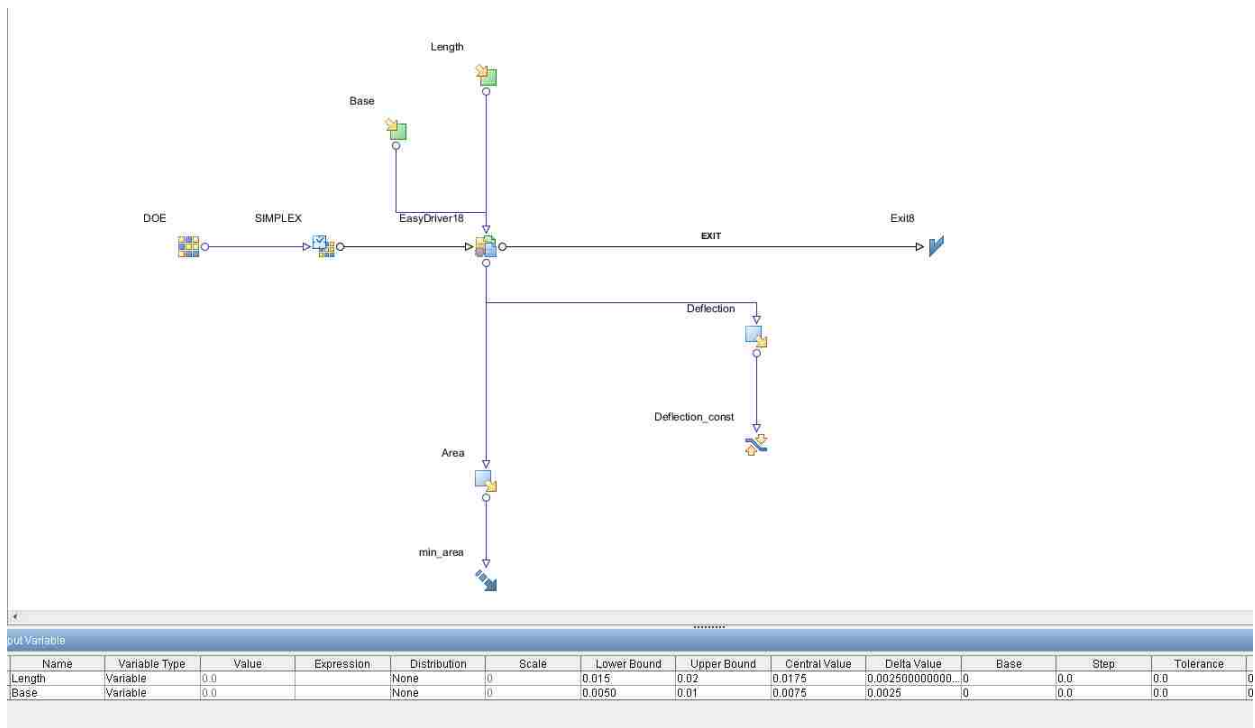 Length
Base
DOE
SIMPLEX
EasyDriver18
Exit8
EXIT
Deflection
Deflection_const
Area
min_area
put Variable
Name Variable Type Value Expression Distribution Scale Lower Bound Upper Bound Central Value Delta Value Base Step Tolerance
Length Variable 0.0 None 0 0.015 0.02 0.0175 0.002500000000... 0 0.0 0.0 0
Base Variable 0.0 None 0 0.0050 0.01 0.0075 0.0025 0 0.0 0.0 0